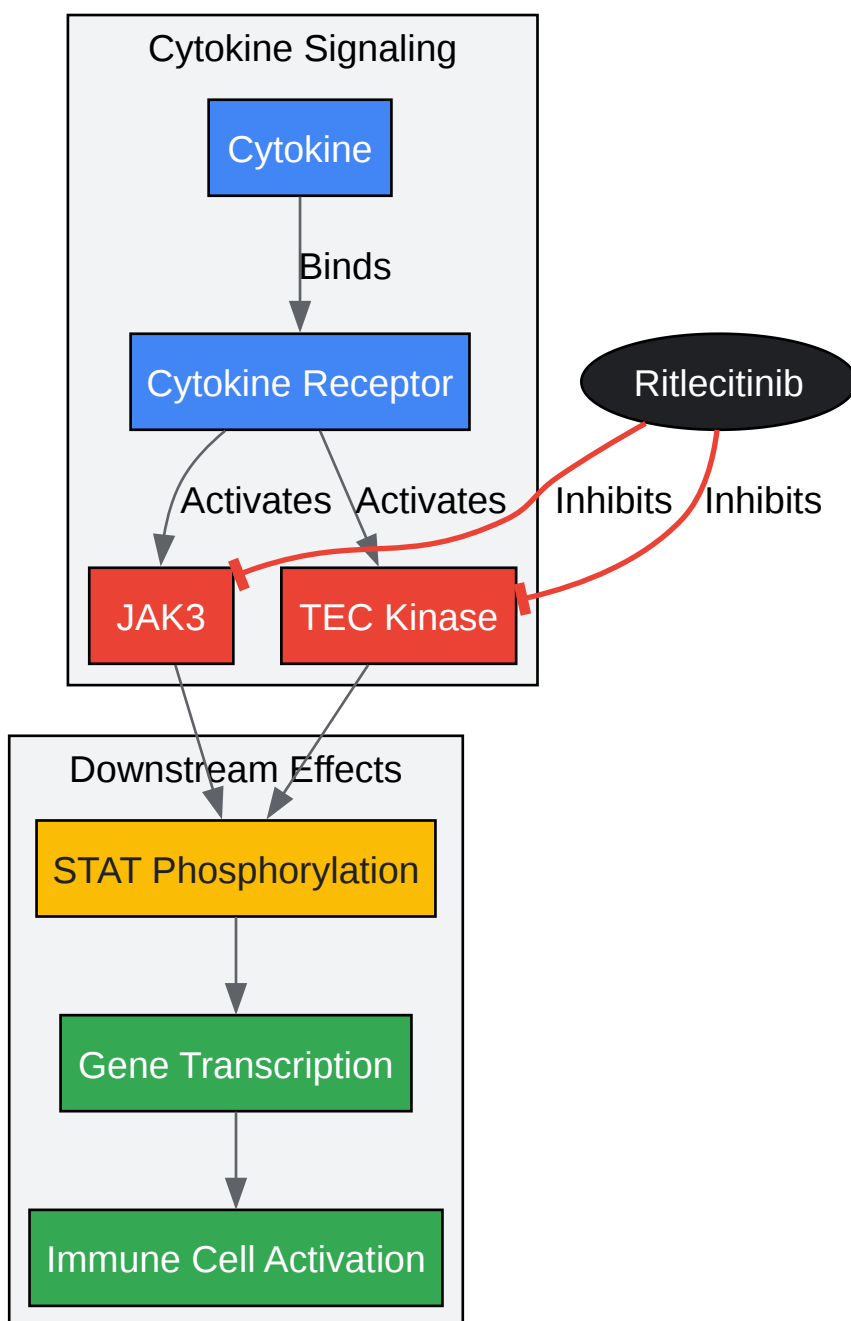 Cytokine Signaling
Cytokine
Binds
Cytokine Receptor
Ritlecitinib
Activates
Activates
Inhibits
Inhibits
JAK3
TEC Kinase
Downstream Effects
STAT Phosphorylation
Gene Transcription
Immune Cell Activation